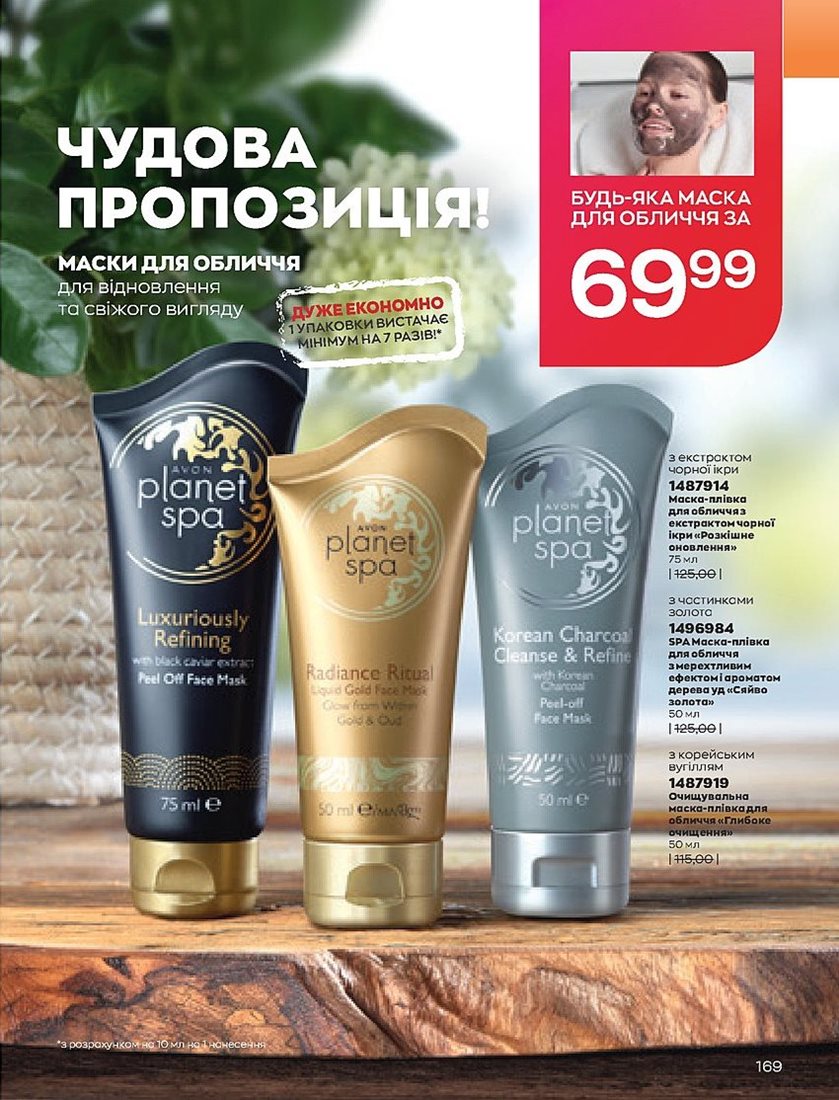 ЧУДОВА
ПРОПОЗИЦІЯ!
МАСКИ ДЛЯ ОБЛИЧЧЯ
для відновлення
та свіжого вигляду
ДУЖЕ ЕКОНОМНО
1 УПАКОВКИ ВИСТАЧАЄ
МІНІМУМ НА 7 РАЗІВ!*
БУДЬ-ЯКА МАСКА
ДЛЯ ОБЛИЧЧЯ ЗА
6999
AVON
planet
spa
Luxuriously
Refining
with black caviar extract
Peel Off Face Mask
75 ml e
AVON
planet
spa
Radiance Ritual
Liquid Gold Face Mask
Glow from Within
Gold & Oud
50 ml e
AVON
planet
spa
Korean Charcoal
Cleanse & Refine
with Korean
Charcoal
Peel-off
Face Mask
50 ml e
з екстрактом
чорної ікри
1487914
Маска-плівка
для обличчя з
екстрактом чорної
ікри «Розкішне
оновлення»
75 мл
| 125,00 |
з частинками
золота
1496984
SPA Маска-плівка
для обличчя
з мерехтливим
ефектом і ароматом
дерева уд «Сяйво
золота»
50 мл
| 125,00 |
з корейським
вугіллям
1487919
Очищувальна
маска-плівка для
обличчя «Глибоке
очищення»
50 мл
| 115,00 |
*з розрахунком на 10 мл на 1 нанесення
169